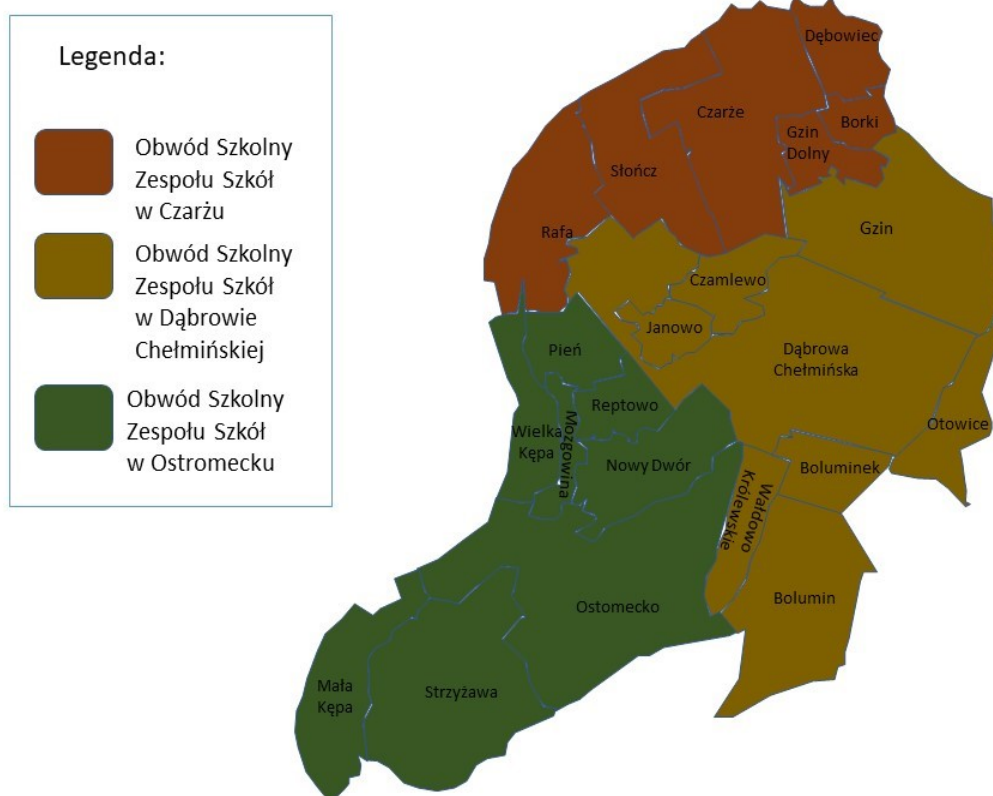 Legenda:
Obwód Szkolny
Zespołu Szkół
w Czarżu
Obwód Szkolny
Zespołu Szkół
w Dąbrowie
Chełmińskiej
Obwód Szkolny
Zespołu Szkół
w Ostromecku
Dębowiec
Czarże
Borki
Gzin
Dolny
Słończ
Rafa
Gzin
Czamlewo
Janowo
Dąbrowa
Chełmińska
Pień
Reptowo
Otowice
Wielka
Kępa
Mozgowina
Nowy Dwór
Boluminek
Wałdowo
Królewskie
Ostomecko
Bolumin
Mała
Kępa
Strzyżawa